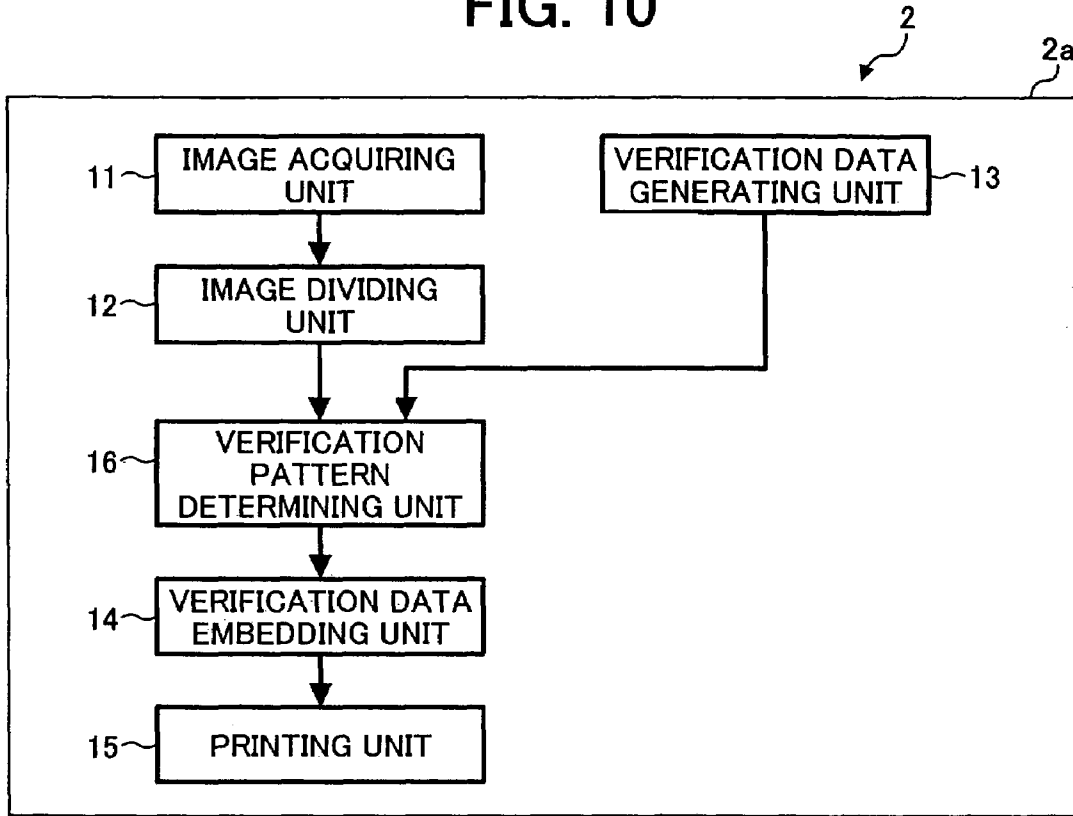 FIG. 10
2
2a
11
IMAGE ACQUIRING
UNIT
VERIFICATION DATA
GENERATING UNIT
13
12
IMAGE DIVIDING
UNIT
16
VERIFICATION
PATTERN
DETERMINING UNIT
14
VERIFICATION DATA
EMBEDDING UNIT
15
PRINTING UNIT